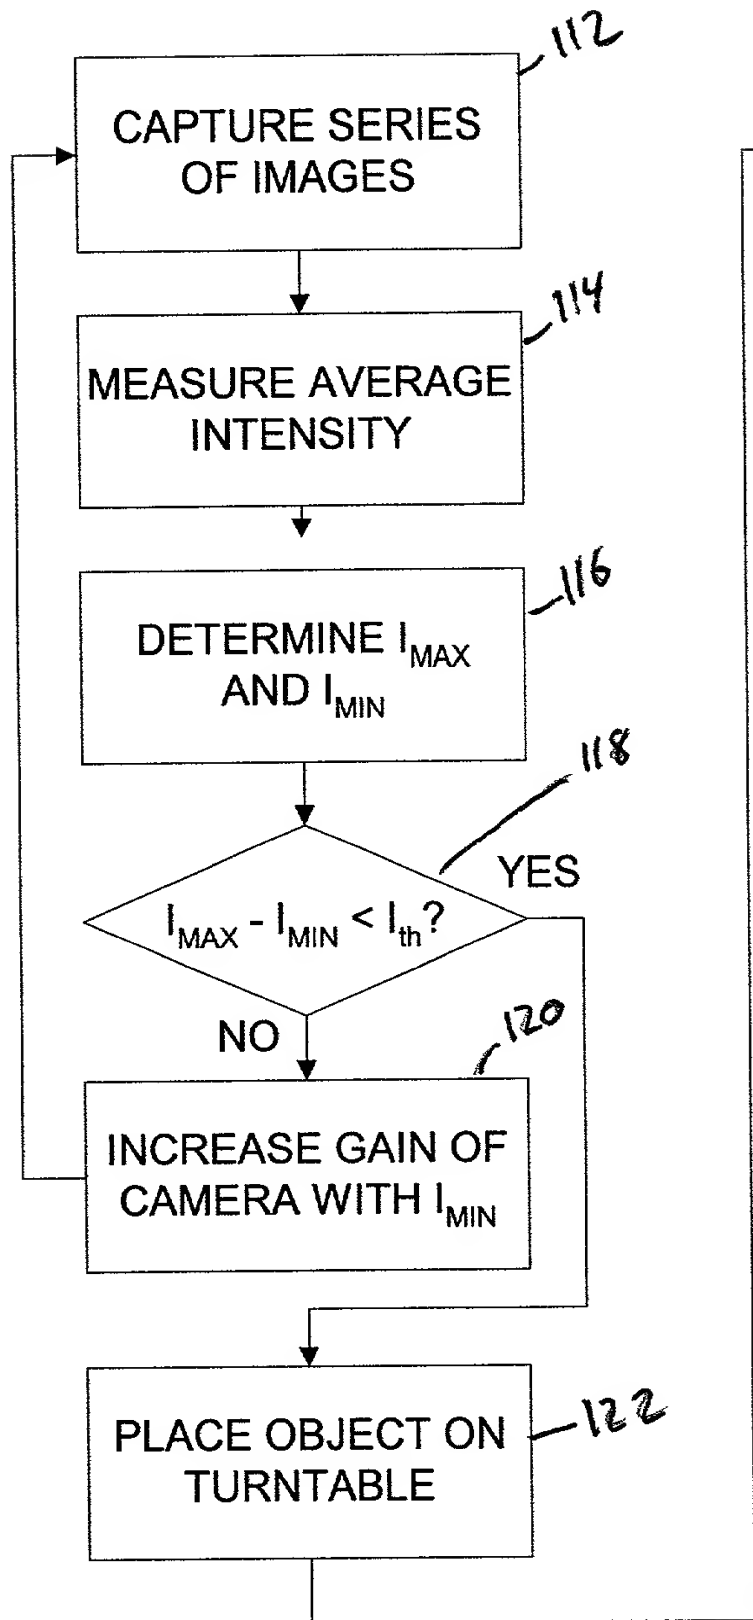 112
CAPTURE SERIES
OF IMAGES
114
MEASURE AVERAGE
INTENSITY
116
DETERMINE I_MAX
AND I_MIN
118
YES
I_MAX - I_MIN < I_th?
NO
120
INCREASE GAIN OF
CAMERA WITH I_MIN
PLACE OBJECT ON
TURNTABLE
122